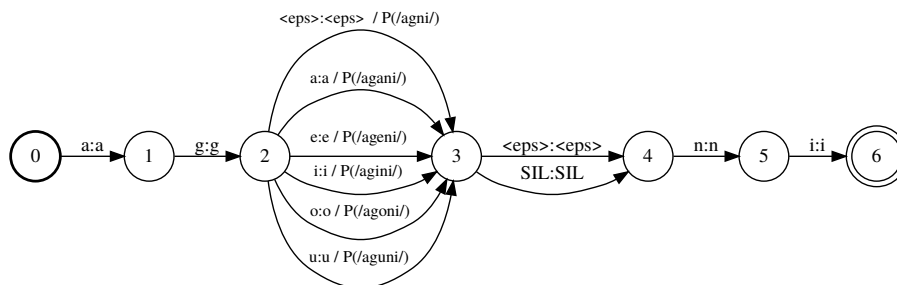 <eps>:<eps> / P(/agni/)
a:a / P(/agani/)
e:e / P(/ageni/)
i:i / P(/agini/)
o:o / P(/agoni/)
u:u / P(/aguni/)
0
a:a
1
g:g
2
3
<eps>:<eps>
SIL:SIL
4
n:n
5
i:i
6